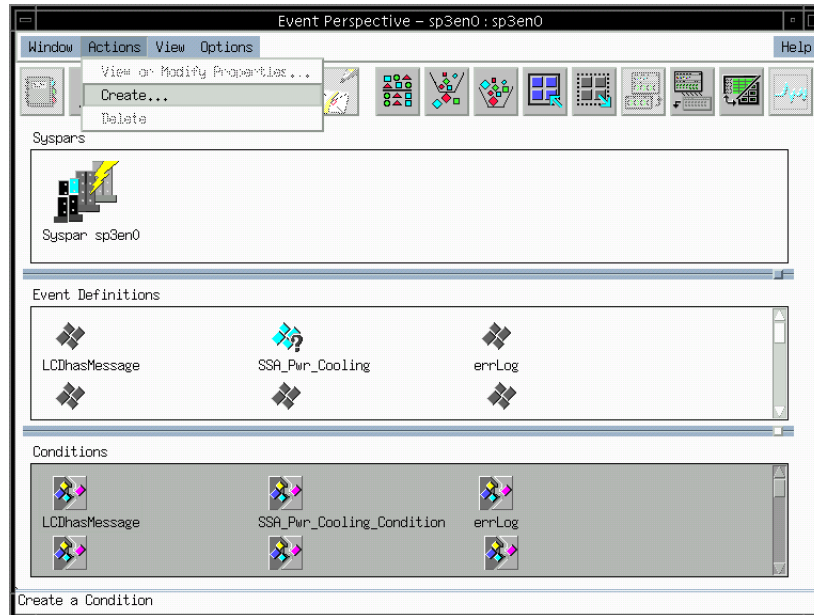 Event Perspective – sp3en0 : sp3en0
Window Actions View Options Help
View or Modify Properties...
Create...
Delete
Syspars
Syspar sp3en0
Event Definitions
LCDhasMessage SSA_Pwr_Cooling errLog
Conditions
LCDhasMessage SSA_Pwr_Cooling_Condition errLog
Create a Condition